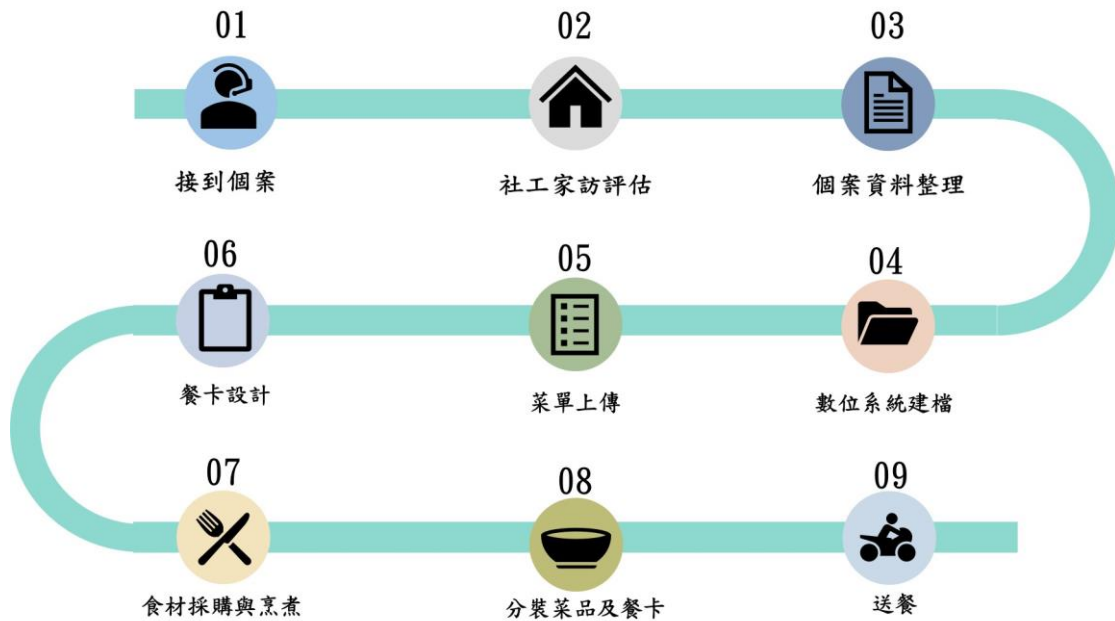 01
接到個案
02
社工家訪評估
03
個案資料整理
04
數位系統建檔
05
菜單上傳
06
餐卡設計
07
食材採購與烹煮
08
分裝菜品及餐卡
09
送餐